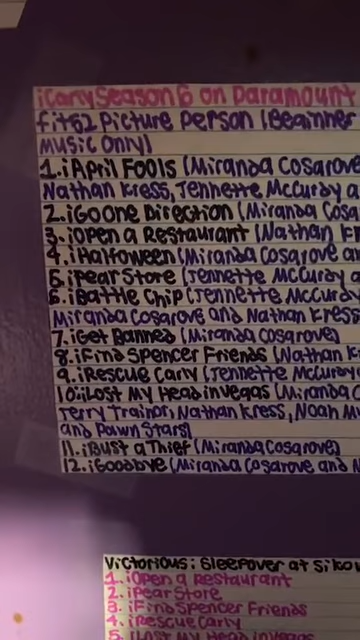 iCarly Season 6 on Paramount
fit62 Picture Person (Beginner
Music Only)
1. iApril Fools (Miranda Cosgrove
Nathan Kress, Jennette McCurdy a
2. iGo One Direction (Miranda Cosg
3. iOpen a Restaurant (Nathan Kr
4. iHalfoween (Miranda Cosgrove an
5. iPear Store (Jennette McCurdy a
6. iBattle Chip (Jennette McCurdy
Miranda Cosgrove and Nathan Kress
7. iGet Banned (Miranda Cosgrove)
8. iFind Spencer Friends (Nathan K
9. iRescue Carly (Jennette McCurdy
10. iLost My Head in Vegas (Miranda C
Jerry Trainor, Nathan Kress, Noah M
and Pawn Stars)
11. iBust a Thief (Miranda Cosgrove)
12. iGoodbye (Miranda Cosgrove and N
Victorious: Sleepover at Sikow
1. iOpen a Restaurant
2. iPear Store
3. iFind Spencer Friends
4. iRescue Carly
5. iLost My Head in Vegas